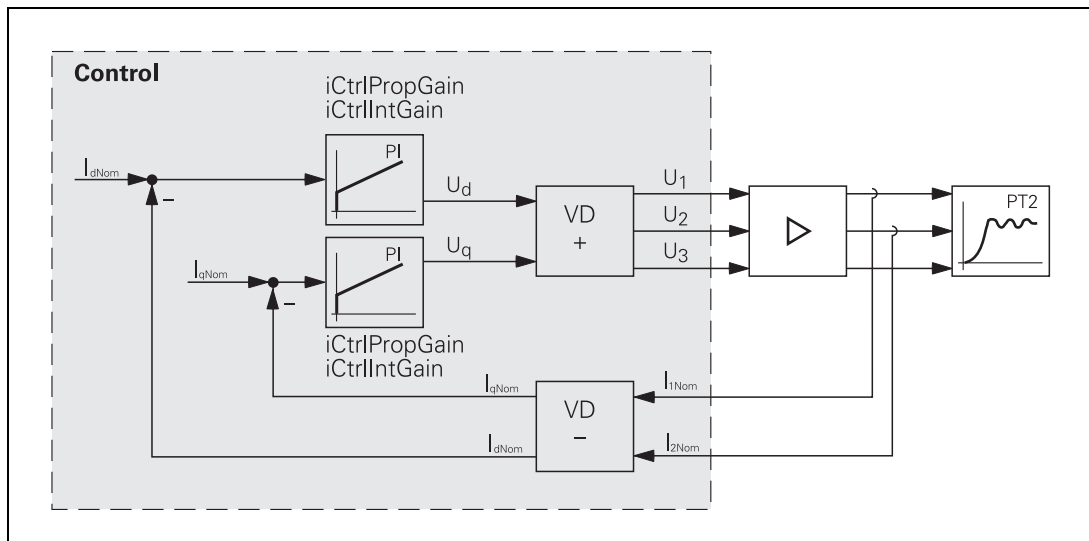 Control
iCtrlPropGain
iCtrlIntGain
PI
IdNom
–
Ud
U1
PT2
VD
+
U2
PI
Uq
U3
IqNom
–
iCtrlPropGain
iCtrlIntGain
IqNom
I1Nom
VD
–
IdNom
I2Nom